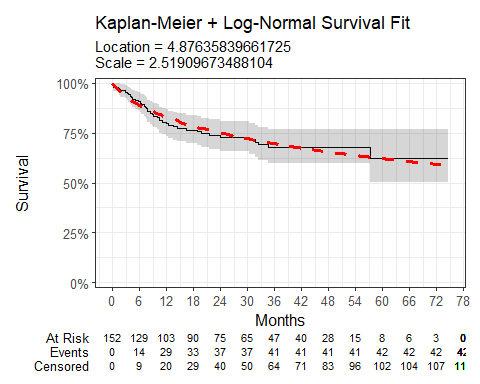 Kaplan-Meier + Log-Normal Survival Fit
Location = 4.87635839661725
Scale = 2.51909673488104
100%
75%
50%
25%
0%
Survival
0 6 12 18 24 30 36 42 48 54 60 66 72 78
Months
At Risk 152 129 103 90 75 65 47 40 28 15 8 6 3 0
Events 0 14 29 33 37 37 41 41 41 41 42 42 42 42
Censored 0 9 20 29 40 50 64 71 83 96 102 104 107 11